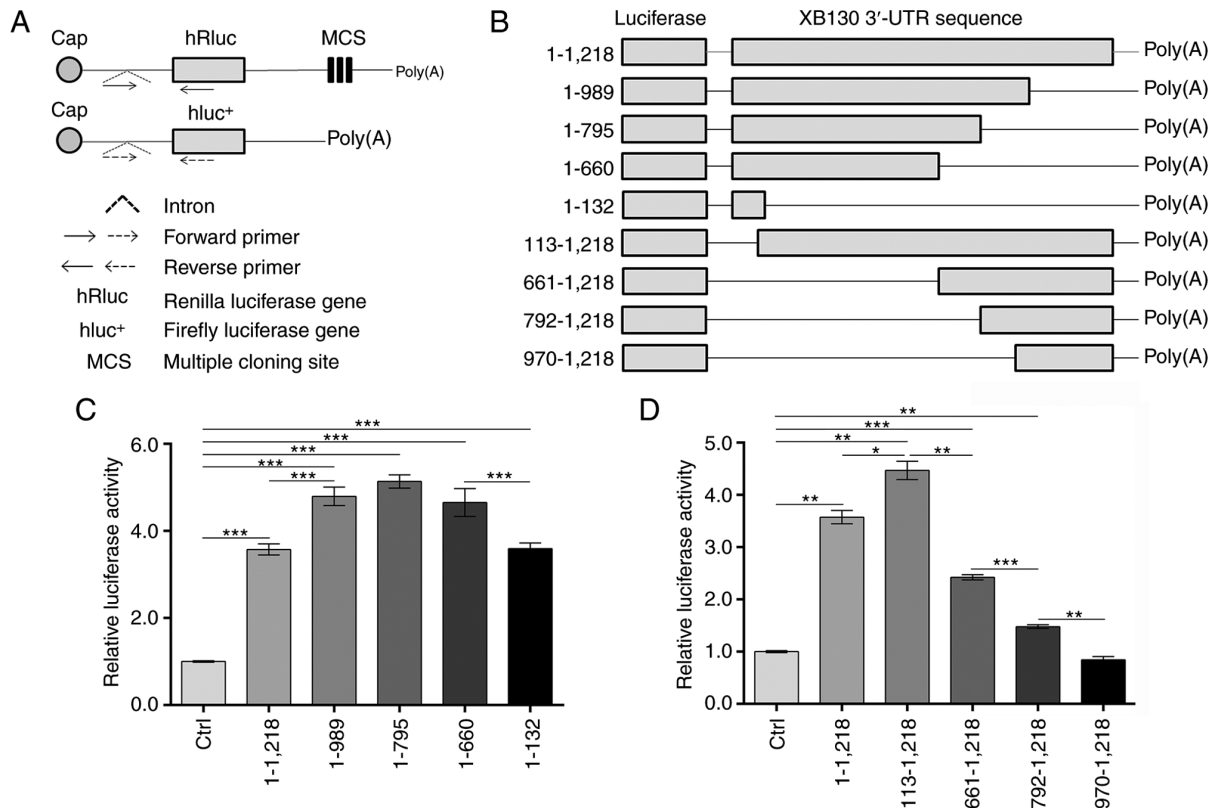 A
Cap
hRluc
MCS
Poly(A)
Cap
hluc⁺
Poly(A)
Intron
Forward primer
Reverse primer
hRluc Renilla luciferase gene
hluc⁺ Firefly luciferase gene
MCS Multiple cloning site
B
Luciferase XB130 3′-UTR sequence
1-1,218 Poly(A)
1-989 Poly(A)
1-795 Poly(A)
1-660 Poly(A)
1-132 Poly(A)
113-1,218 Poly(A)
661-1,218 Poly(A)
792-1,218 Poly(A)
970-1,218 Poly(A)
C
Relative luciferase activity
6.0
4.0
2.0
0.0
***
***
***
***
*** ***
***
Ctrl
1-1,218
1-989
1-795
1-660
1-132
D
Relative luciferase activity
5.0
4.0
3.0
2.0
1.0
0.0
**
***
**
* **
**
***
**
Ctrl
1-1,218
113-1,218
661-1,218
792-1,218
970-1,218